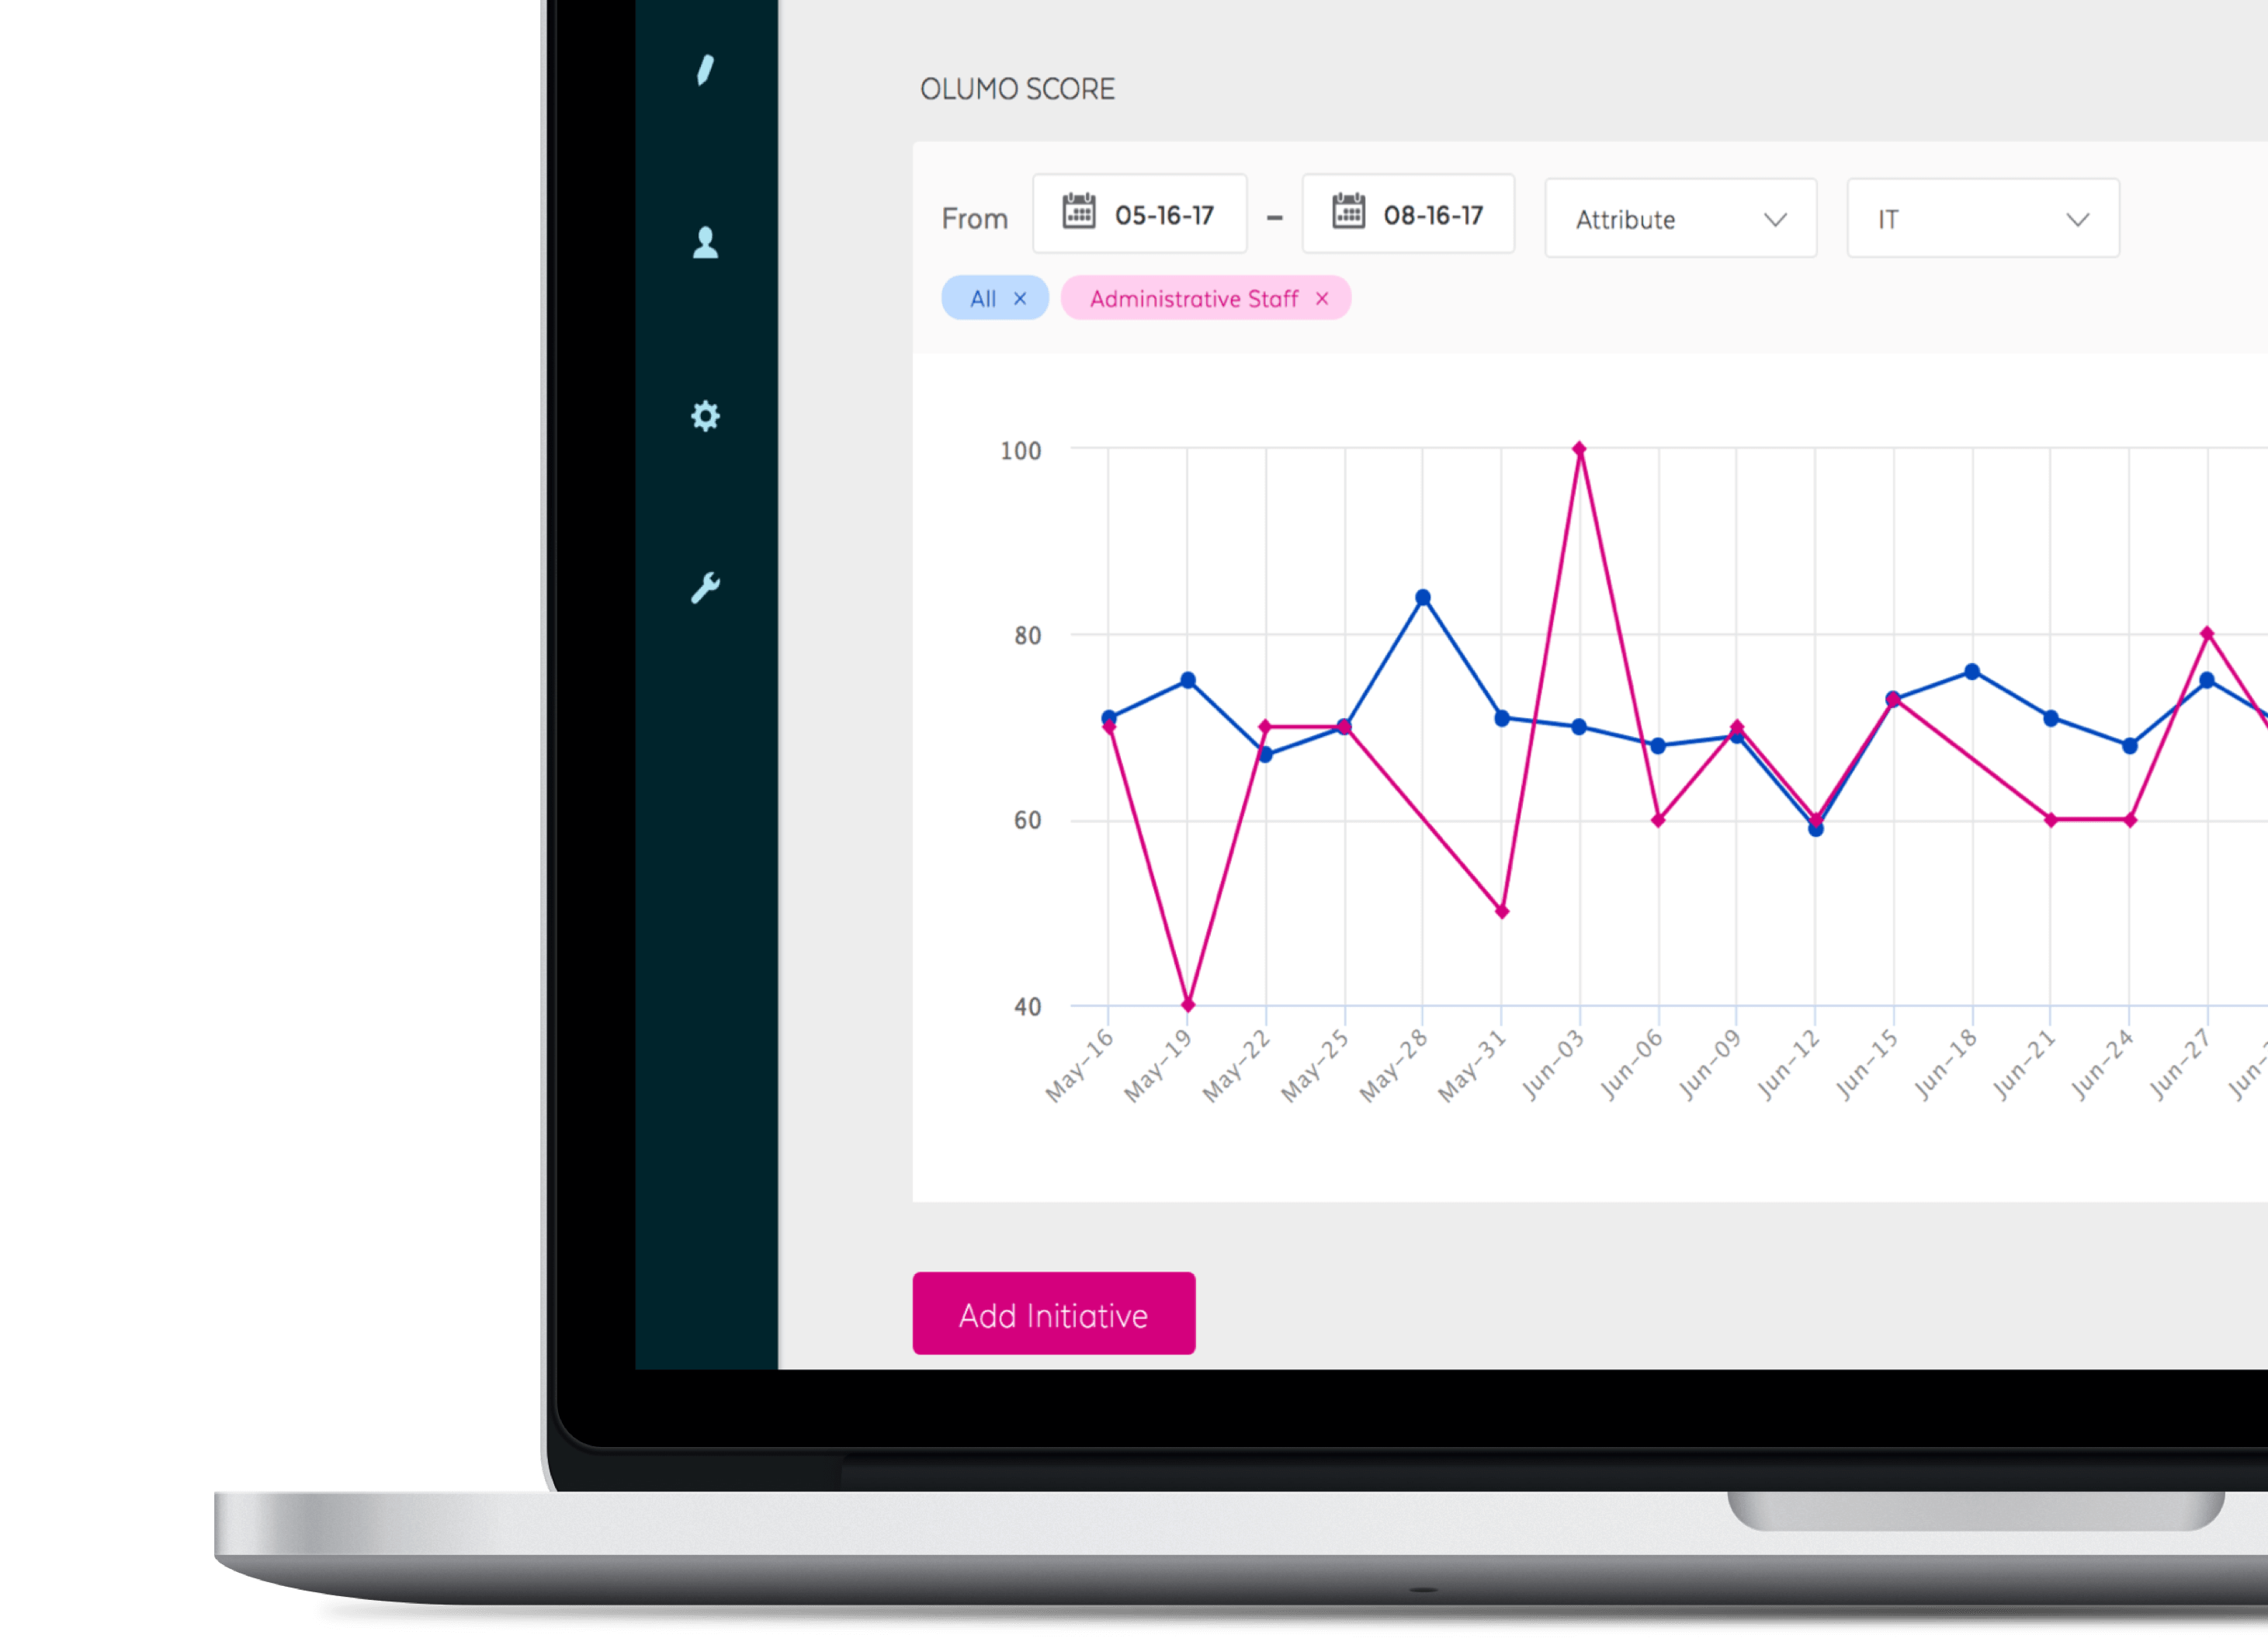 OLUMO SCORE
From 05-16-17 – 08-16-17 Attribute IT
All × Administrative Staff ×
100
80
60
40
May-16 May-19 May-22 May-25 May-28 May-31 Jun-03 Jun-06 Jun-09 Jun-12 Jun-15 Jun-18 Jun-21 Jun-24 Jun-27
Add Initiative